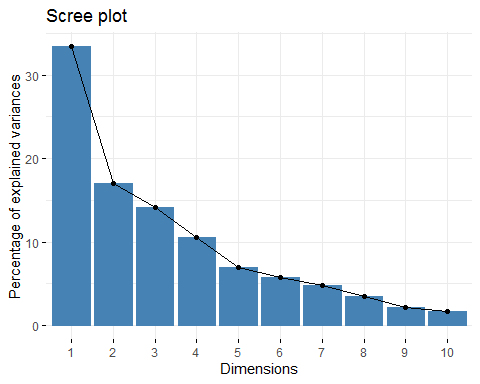 Scree plot
Percentage of explained variances
30
20
10
0
1 2 3 4 5 6 7 8 9 10
Dimensions